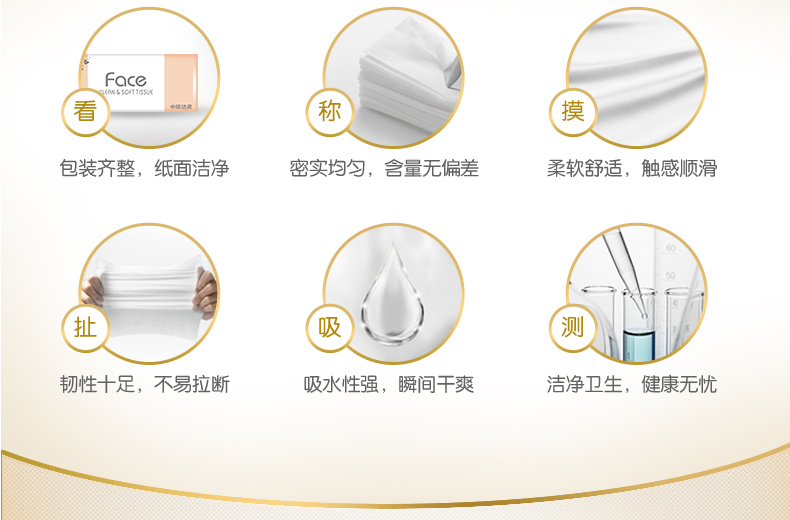 Face
CLEAN & SOFT TISSUE
看
称
摸
包装齐整，纸面洁净
密实均匀，含量无偏差
柔软舒适，触感顺滑
60
50
扯
吸
测
韧性十足，不易拉断
吸水性强，瞬间干爽
洁净卫生，健康无忧